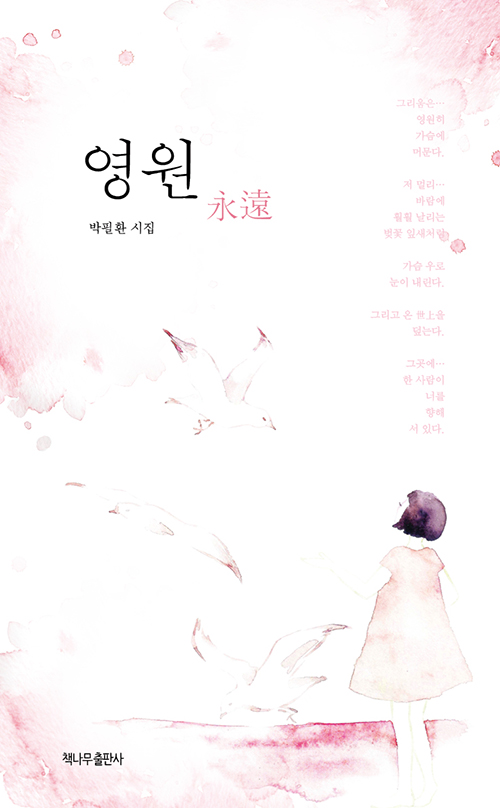 영원
永遠
박필환 시집
그리움은…
영원히
가슴에
머문다.
저 멀리…
바람에
훨훨 날리는
벚꽃 잎새처럼
가슴 우로
눈이 내린다.
그리고 온 世上을
덮는다.
그곳에…
한 사람이
너를
향해
서 있다.
책나무출판사